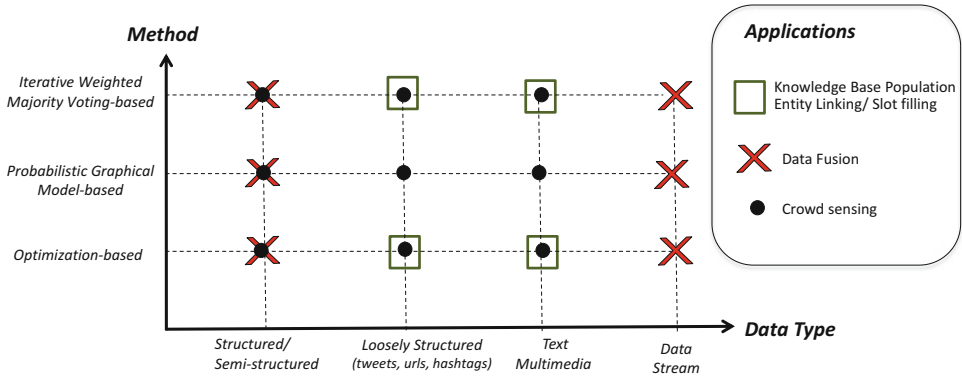 Method
Iterative Weighted
Majority Voting-based
Probabilistic Graphical
Model-based
Optimization-based
Structured/
Semi-structured
Loosely Structured
(tweets, urls, hashtags)
Text
Multimedia
Data
Stream
Data Type
Applications
Knowledge Base Population
Entity Linking/ Slot filling
Data Fusion
Crowd sensing